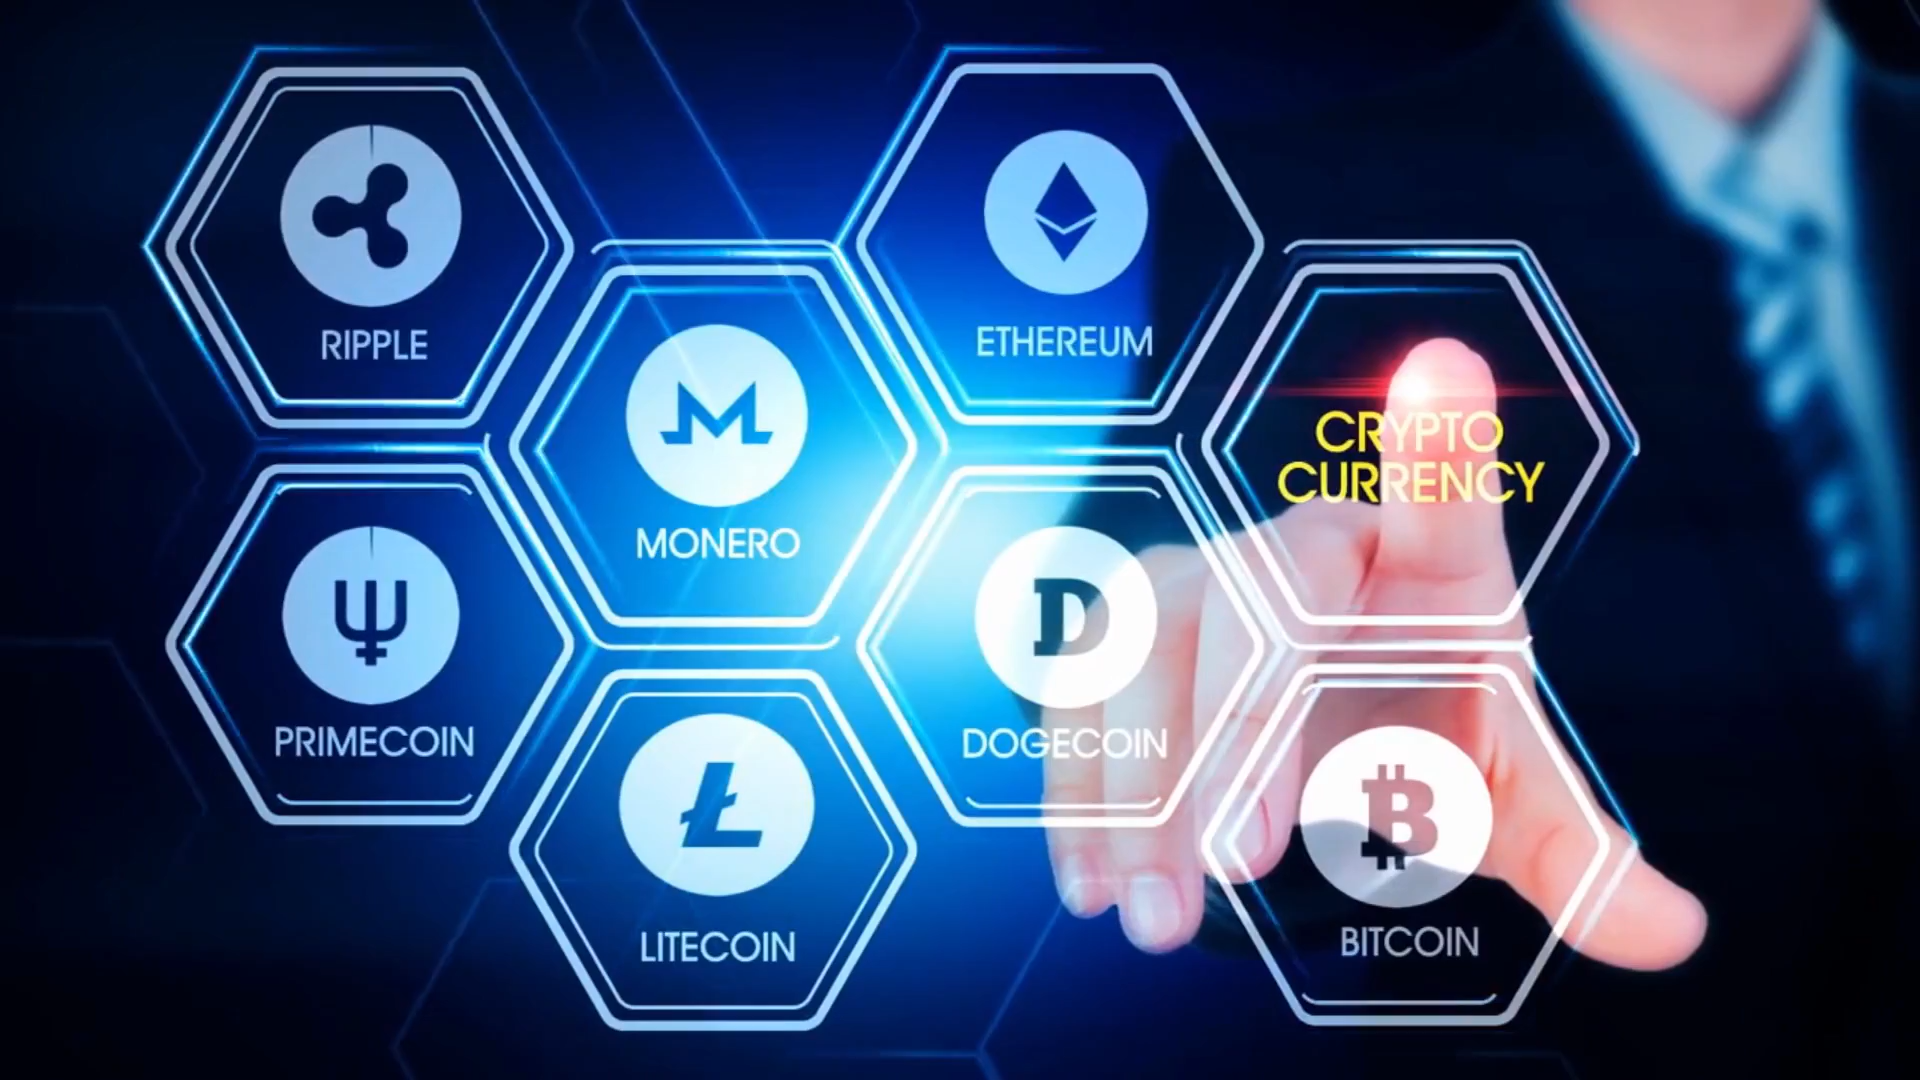 RIPPLE
ETHEREUM
MONERO
CRYPTO
CURRENCY
PRIMECOIN
DOGECOIN
LITECOIN
BITCOIN